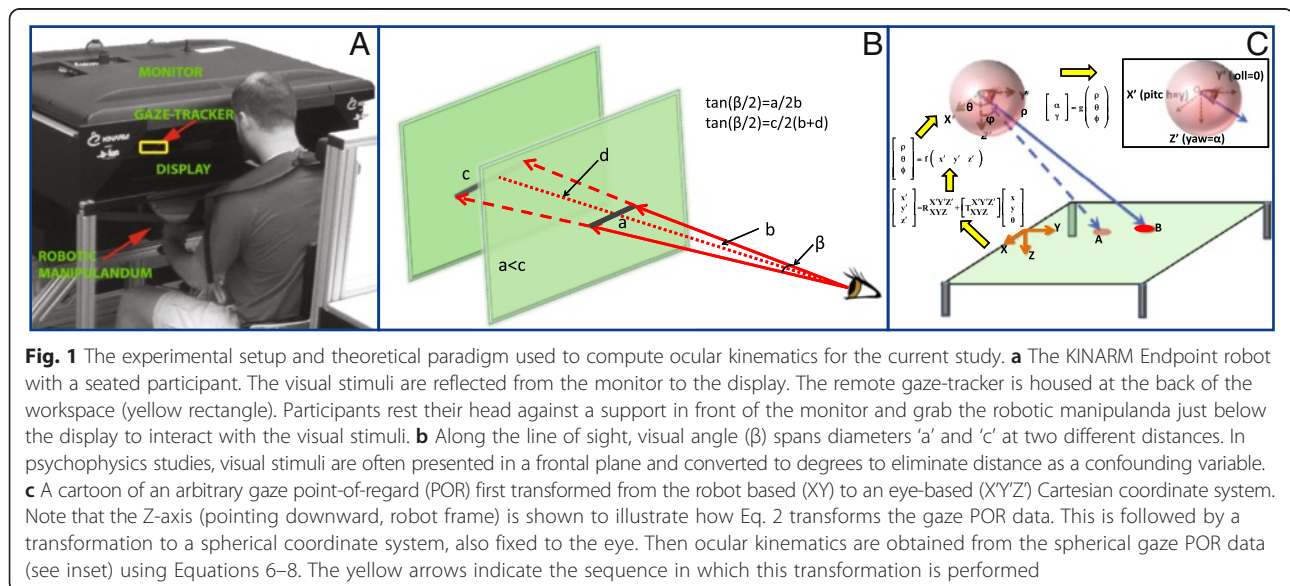 A
MONITOR
GAZE-TRACKER
KINARM
DISPLAY
ROBOTIC
MANIPULANDUM
B
tan(β/2)=a/2b
tan(β/2)=c/2(b+d)
d
c
a
b
β
a<c
C
[α γ] = g(ρ θ φ)
Y' (roll=0)
X' (pitch=γ)
Z' (yaw=α)
θ
ρ
X'
φ
[ρ θ φ] = f( x' y' z' )
[x' y' z'] =R X'Y'Z' XYZ + [T X'Y'Z' XYZ] [x y θ]
A
B
X
Y
Z
Fig. 1 The experimental setup and theoretical paradigm used to compute ocular kinematics for the current study. a The KINARM Endpoint robot
with a seated participant. The visual stimuli are reflected from the monitor to the display. The remote gaze-tracker is housed at the back of the
workspace (yellow rectangle). Participants rest their head against a support in front of the monitor and grab the robotic manipulanda just below
the display to interact with the visual stimuli. b Along the line of sight, visual angle (β) spans diameters 'a' and 'c' at two different distances. In
psychophysics studies, visual stimuli are often presented in a frontal plane and converted to degrees to eliminate distance as a confounding variable.
c A cartoon of an arbitrary gaze point-of-regard (POR) first transformed from the robot based (XY) to an eye-based (X'Y'Z') Cartesian coordinate system.
Note that the Z-axis (pointing downward, robot frame) is shown to illustrate how Eq. 2 transforms the gaze POR data. This is followed by a
transformation to a spherical coordinate system, also fixed to the eye. Then ocular kinematics are obtained from the spherical gaze POR data
(see inset) using Equations 6–8. The yellow arrows indicate the sequence in which this transformation is performed